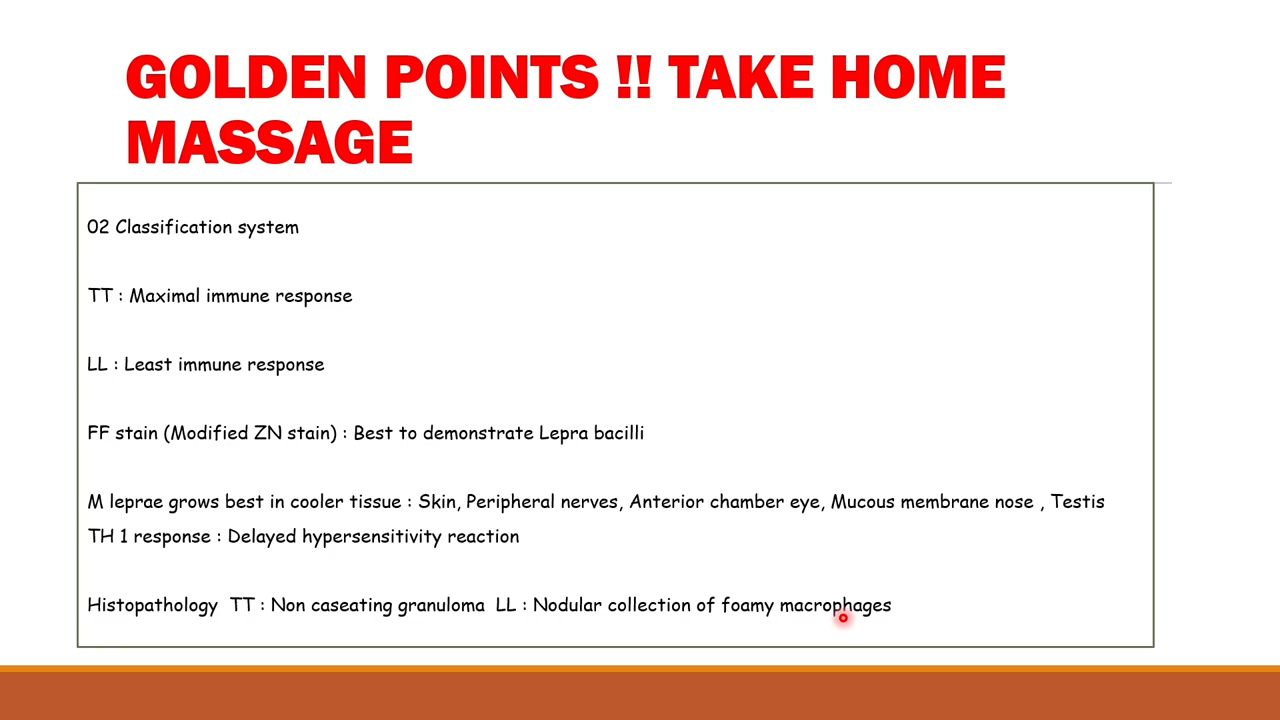 GOLDEN POINTS !! TAKE HOME
MASSAGE
02 Classification system
TT : Maximal immune response
LL : Least immune response
FF stain (Modified ZN stain) : Best to demonstrate Lepra bacilli
M leprae grows best in cooler tissue : Skin, Peripheral nerves, Anterior chamber eye, Mucous membrane nose , Testis
TH 1 response : Delayed hypersensitivity reaction
Histopathology  TT : Non caseating granuloma  LL : Nodular collection of foamy macrophages